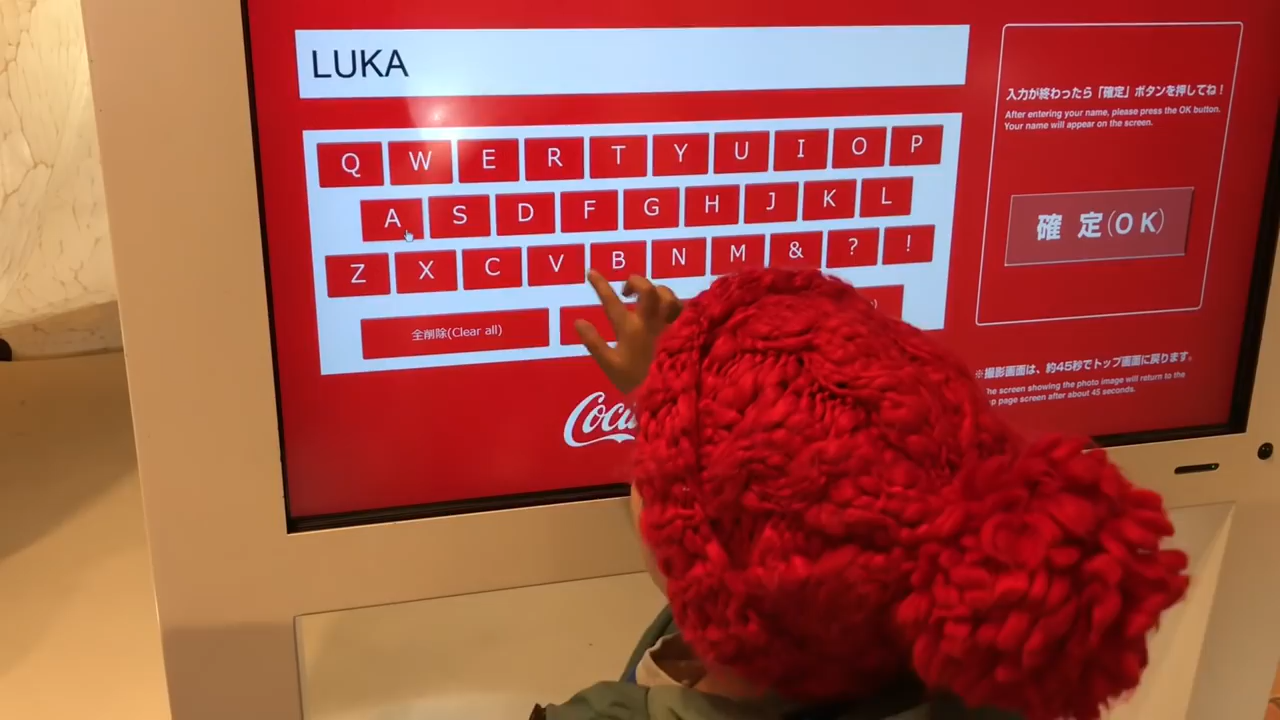 LUKA
入力が終わったら「確定」ボタンを押してね！
After entering your name, please press the OK button.
Your name will appear on the screen.
Q W E R T Y U I O P
A S D F G H J K L
Z X C V B N M & ? !
確 定(OK)
全削除(Clear all)
※撮影画面は、約45秒でトップ画面に戻ります。
The screen showing the photo image will return to the
page screen after about 45 seconds.